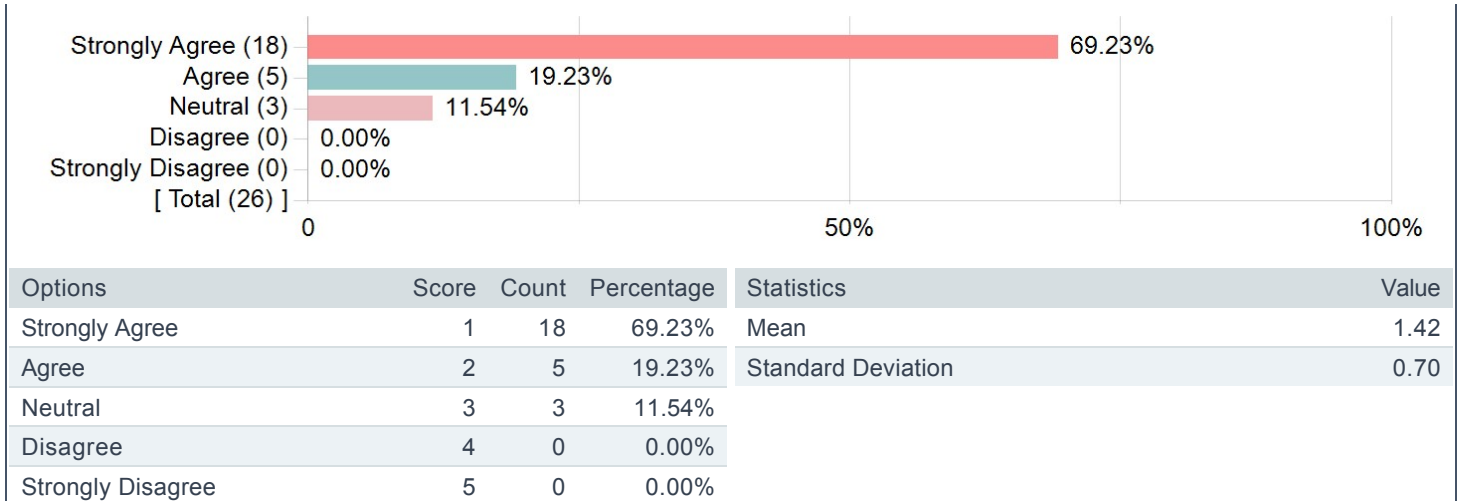 Strongly Agree (18) 69.23%
Agree (5) 19.23%
Neutral (3) 11.54%
Disagree (0) 0.00%
Strongly Disagree (0) 0.00%
[ Total (26) ]
0 50% 100%
Options Score Count Percentage
Strongly Agree 1 18 69.23%
Agree 2 5 19.23%
Neutral 3 3 11.54%
Disagree 4 0 0.00%
Strongly Disagree 5 0 0.00%
Statistics Value
Mean 1.42
Standard Deviation 0.70